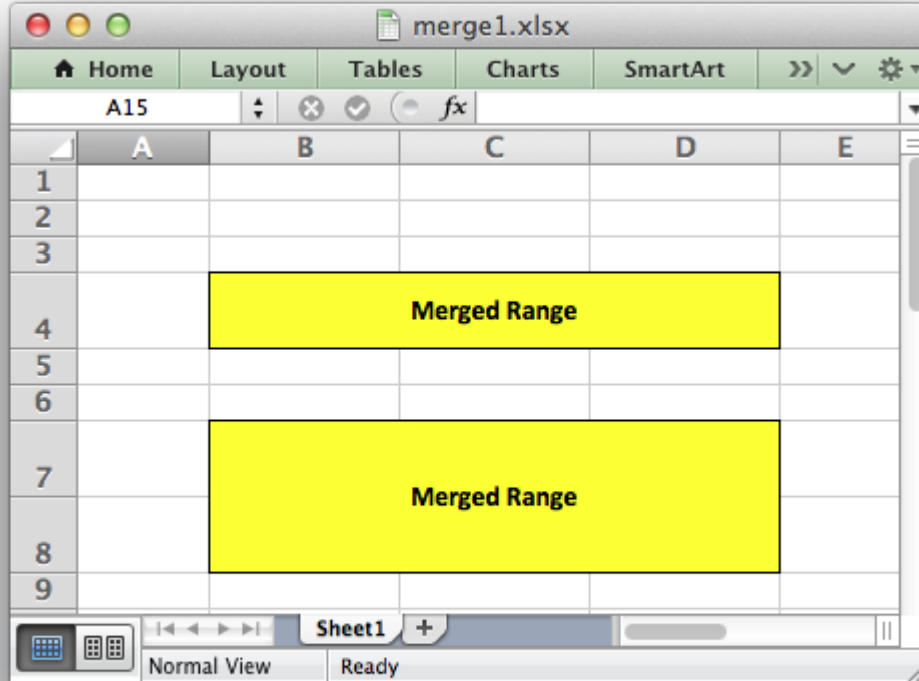 merge1.xlsx
Home Layout Tables Charts SmartArt
A15 fx
A B C D E
1
2
3
4 Merged Range
5
6
7
Merged Range
8
9
Sheet1
Normal View Ready